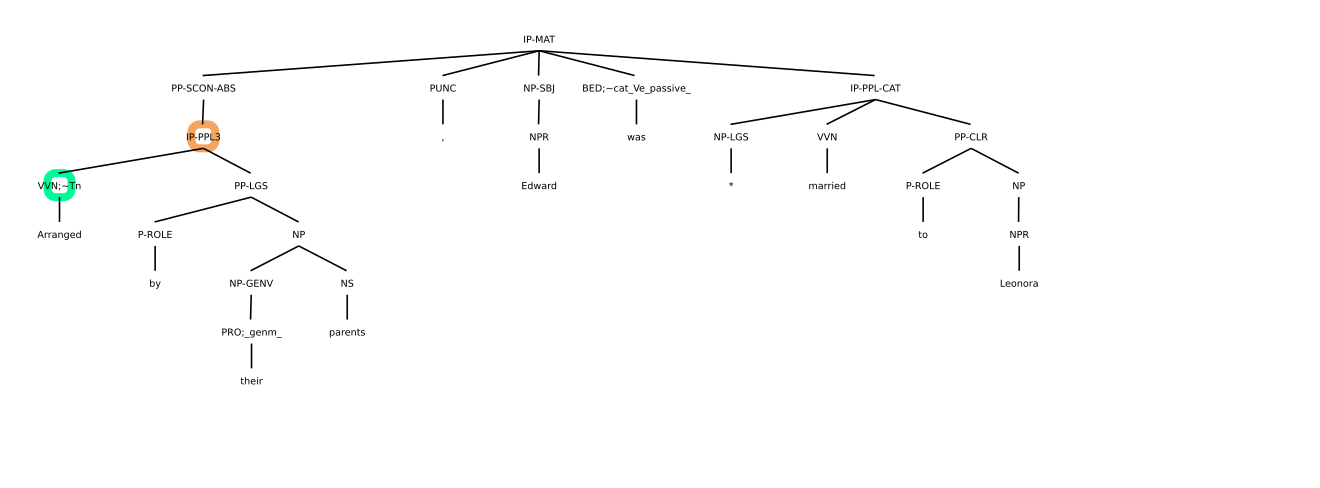 IP-MAT
PP-SCON-ABS PUNC NP-SBJ BED;~cat_Ve_passive_ IP-PPL-CAT
IP-PPL3 , NPR was NP-LGS VVN PP-CLR
VVN;~Tn PP-LGS Edward * married P-ROLE NP
Arranged P-ROLE NP to NPR
by NP-GENV NS Leonora
PRO;_genm_ parents
their